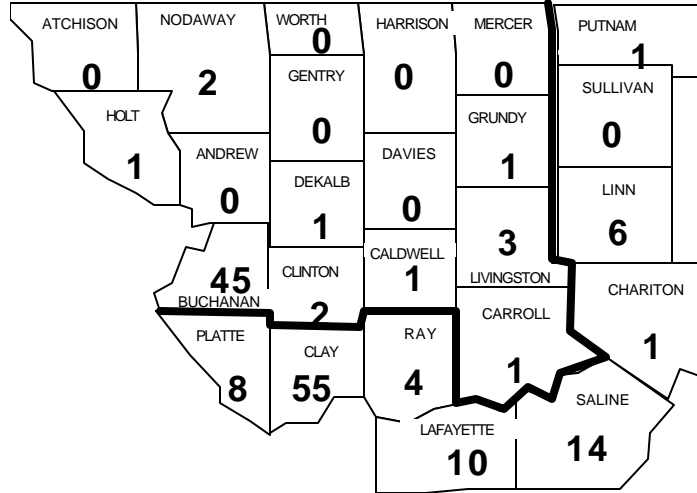 ATCHISON
0
NODAWAY
2
WORTH
0
HARRISON
0
MERCER
0
PUTNAM
1
HOLT
1
GENTRY
0
GRUNDY
1
SULLIVAN
0
ANDREW
0
DEKALB
1
DAVIES
0
LINN
6
45
BUCHANAN
CLINTON
2
CALDWELL
1
3
LIVINGSTON
CHARITON
1
PLATTE
8
CLAY
55
RAY
4
CARROLL
1
LAFAYETTE
10
SALINE
14